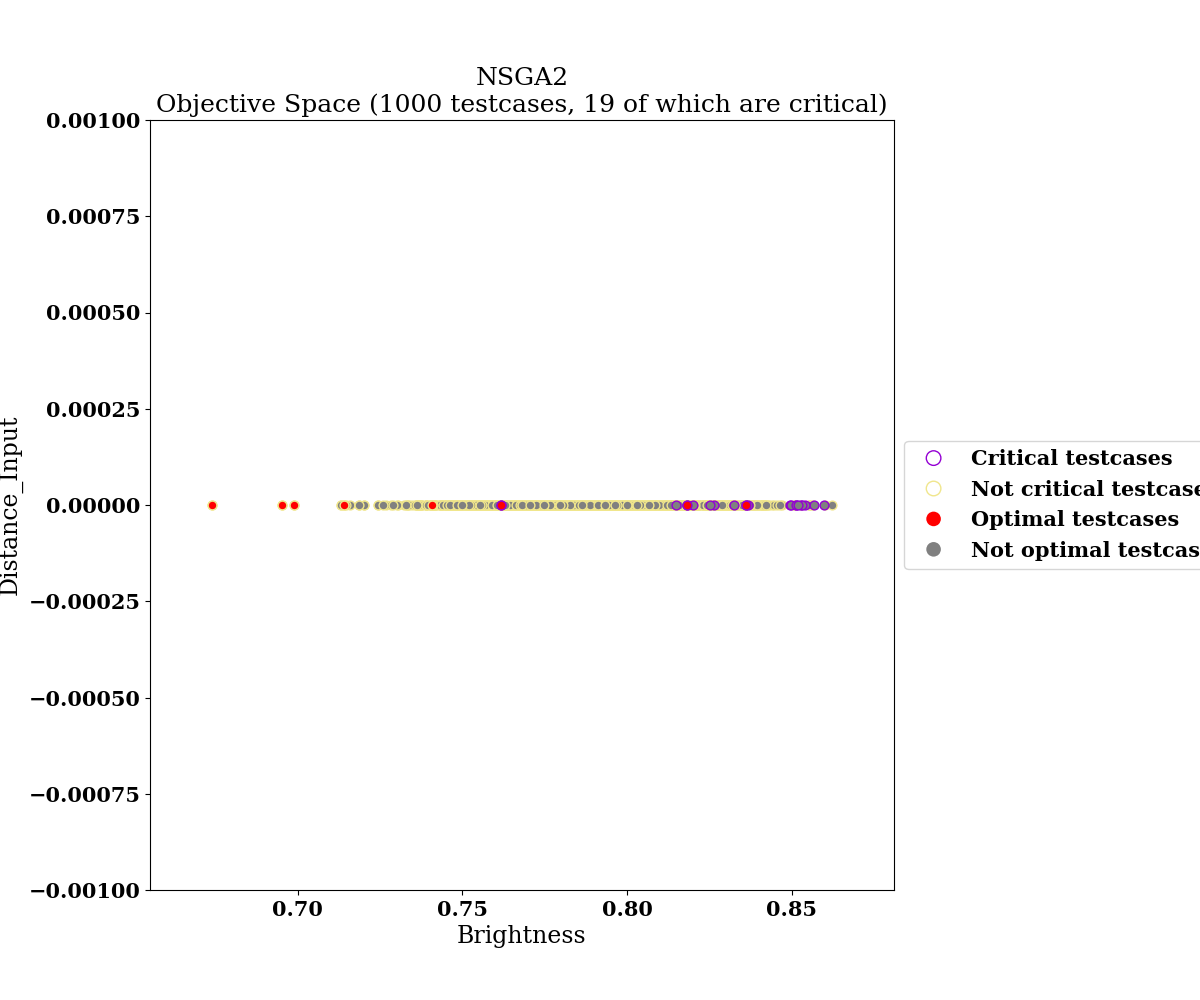 NSGA2
Objective Space (1000 testcases, 19 of which are critical)
0.00100
0.00075
0.00050
0.00025
0.00000
−0.00025
−0.00050
−0.00075
−0.00100
Distance_Input
0.70 0.75 0.80 0.85
Brightness
Critical testcases
Not critical testcase
Optimal testcases
Not optimal testcas